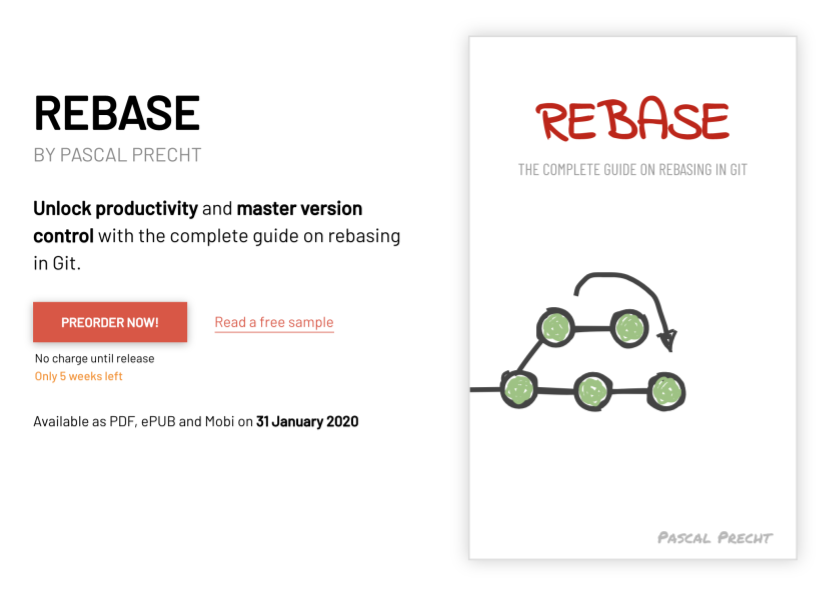 REBASE
BY PASCAL PRECHT
Unlock productivity and master version
control with the complete guide on rebasing
in Git.
PREORDER NOW!
Read a free sample
No charge until release
Only 5 weeks left
Available as PDF, ePUB and Mobi on 31 January 2020
REBASE
THE COMPLETE GUIDE ON REBASING IN GIT
PASCAL PRECHT